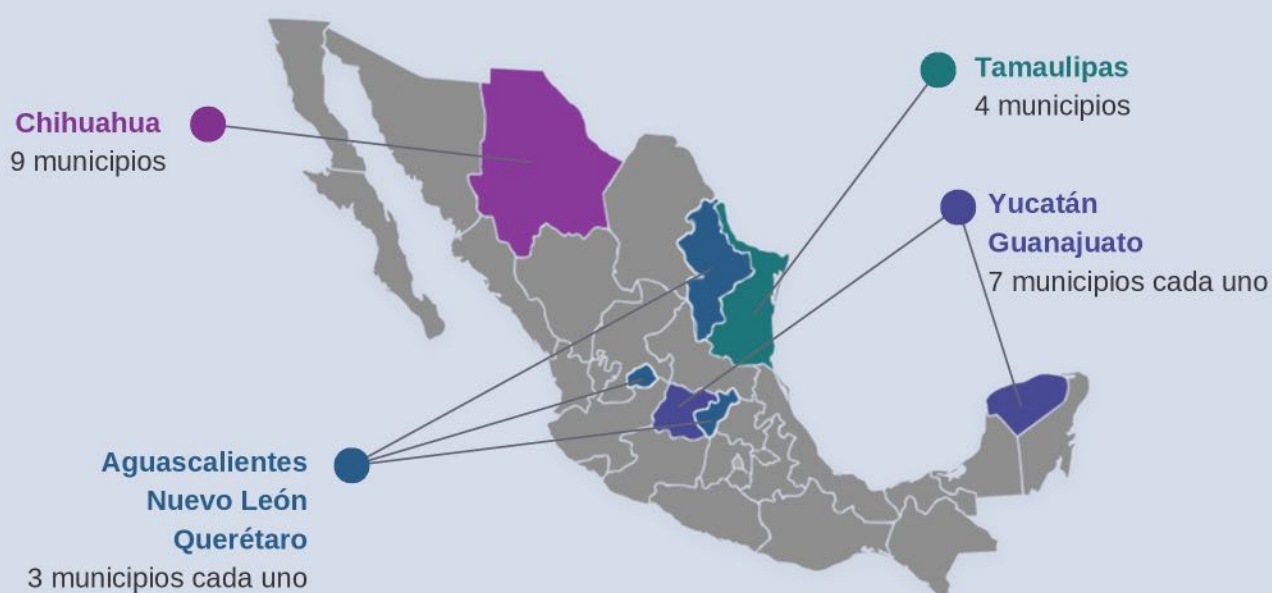 Chihuahua
9 municipios
Tamaulipas
4 municipios
Yucatán
Guanajuato
7 municipios cada uno
Aguascalientes
Nuevo León
Querétaro
3 municipios cada uno